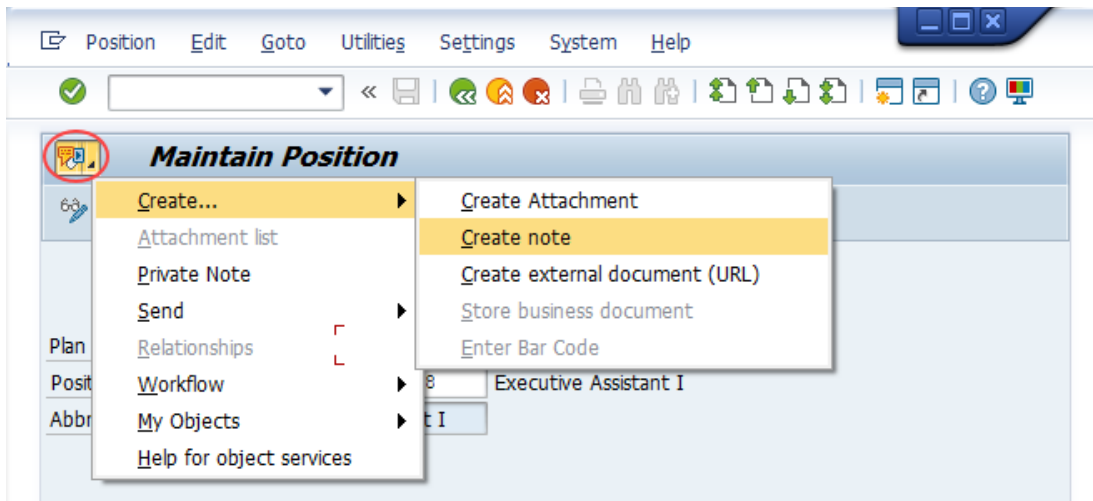 Position Edit Goto Utilities Settings System Help
Maintain Position
Create...
Attachment list
Private Note
Send
Relationships
Workflow
My Objects
Help for object services
Create Attachment
Create note
Create external document (URL)
Store business document
Enter Bar Code
Plan
Posit 8 Executive Assistant I
Abbr t I